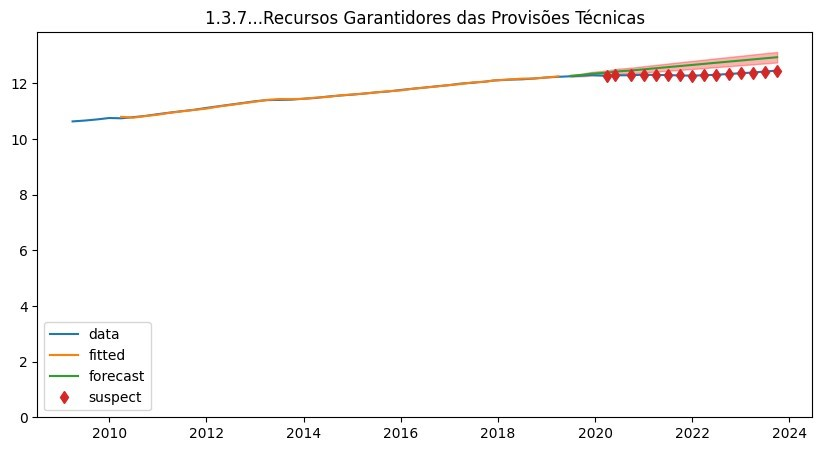 1.3.7...Recursos Garantidores das Provisões Técnicas
12
10
8
6
4
2
0
data
fitted
forecast
suspect
2010 2012 2014 2016 2018 2020 2022 2024